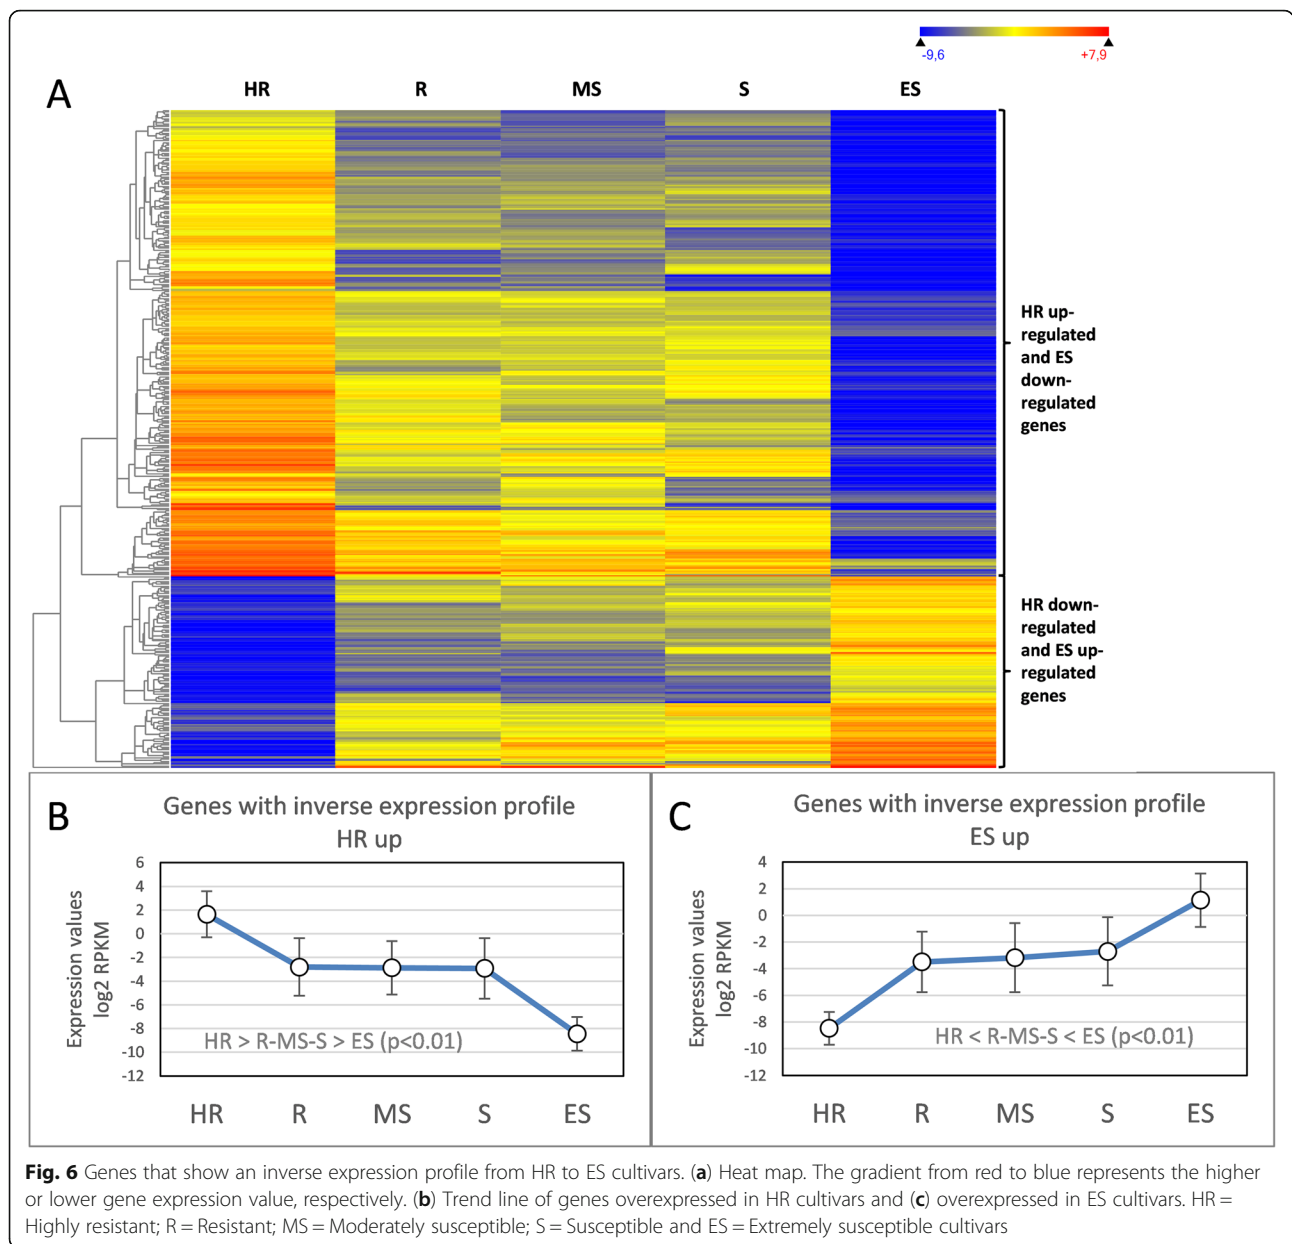 -9,6 +7,9
A
HR R MS S ES
HR up-
regulated
and ES
down-
regulated
genes
HR down-
regulated
and ES up-
regulated
genes
B
Genes with inverse expression profile
HR up
Expression values
log2 RPKM
6
4
2
0
-2
-4
-6
-8
-10
-12
HR > R-MS-S > ES (p<0.01)
HR R MS S ES
C
Genes with inverse expression profile
ES up
Expression values
log2 RPKM
4
2
0
-2
-4
-6
-8
-10
-12
HR < R-MS-S < ES (p<0.01)
HR R MS S ES
Fig. 6 Genes that show an inverse expression profile from HR to ES cultivars. (a) Heat map. The gradient from red to blue represents the higher
or lower gene expression value, respectively. (b) Trend line of genes overexpressed in HR cultivars and (c) overexpressed in ES cultivars. HR =
Highly resistant; R = Resistant; MS = Moderately susceptible; S = Susceptible and ES = Extremely susceptible cultivars